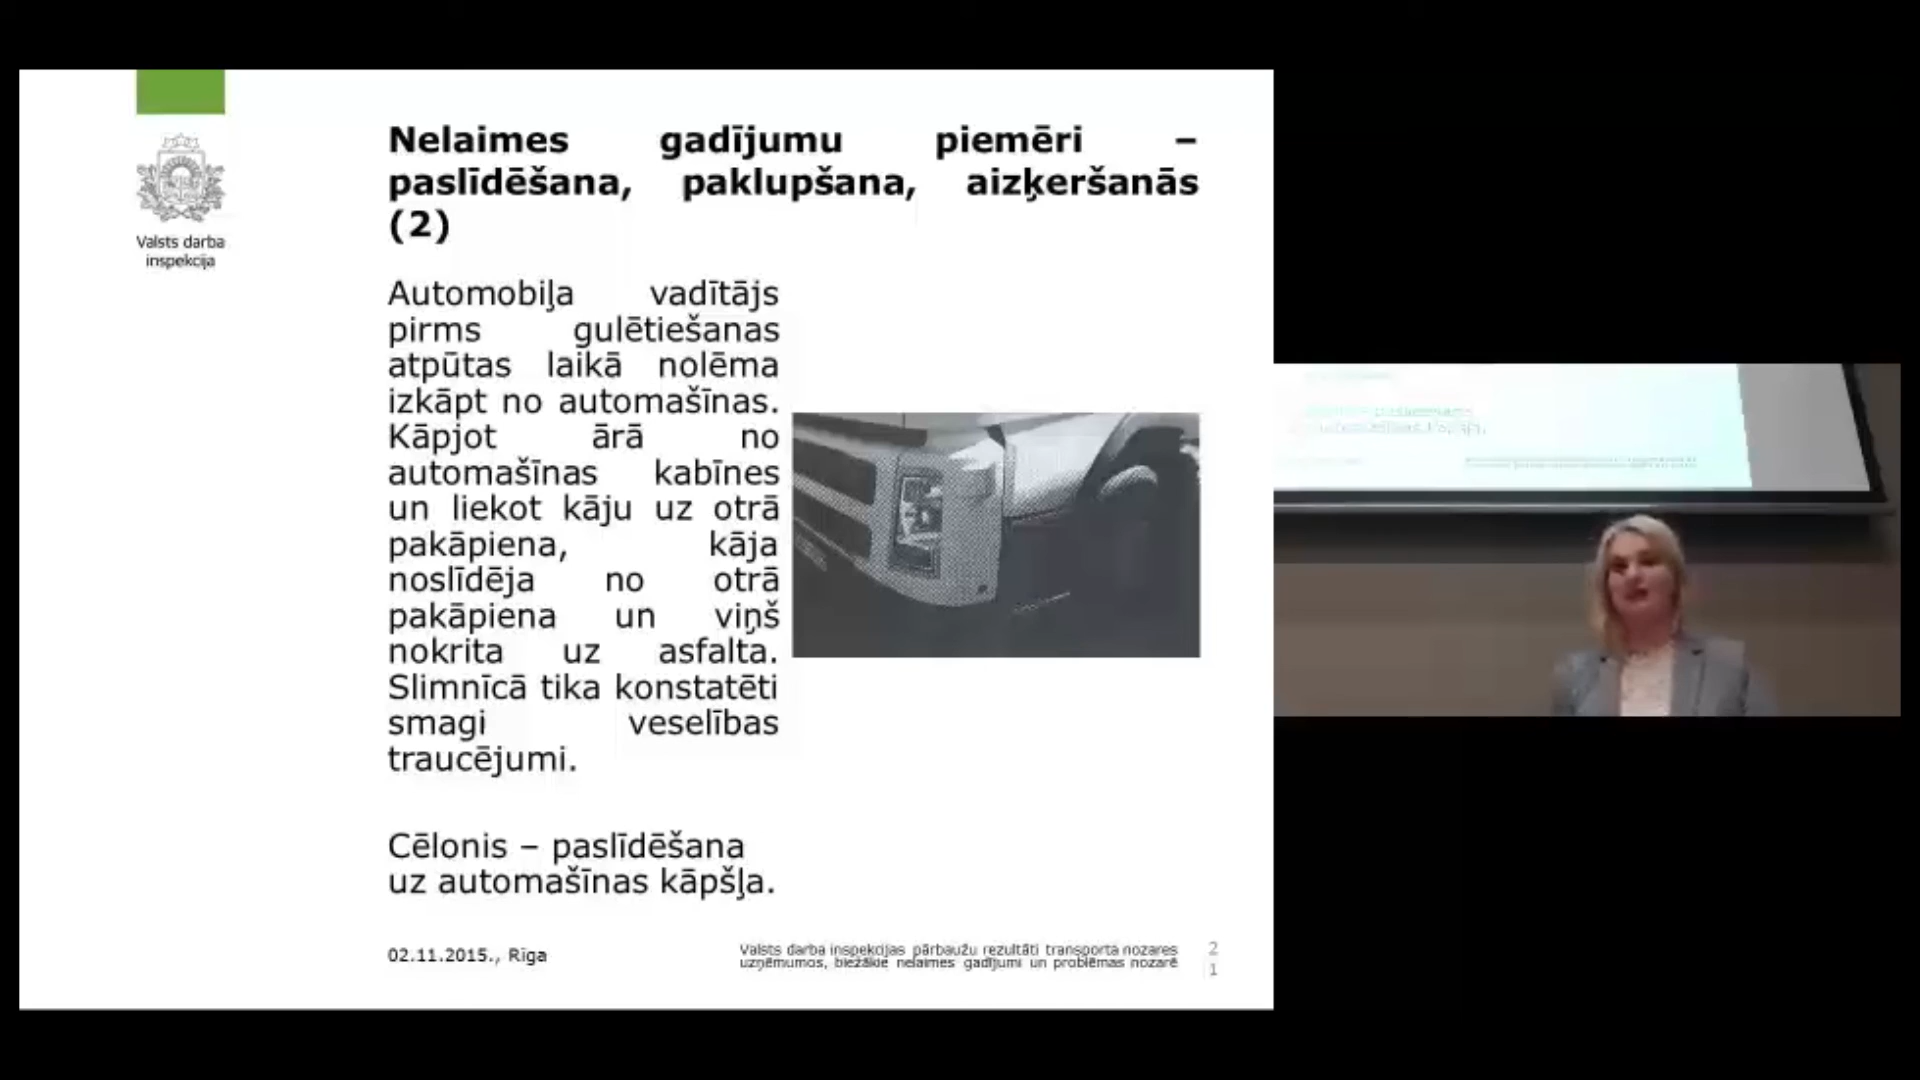 Valsts darba
inspekcija
Nelaimes gadījumu piemēri –
paslīdēšana, paklupšana, aizķeršanās
(2)
Automobiļa vadītājs
pirms gulētiešanas
atpūtas laikā nolēma
izkāpt no automašīnas.
Kāpjot ārā no
automašīnas kabīnes
un liekot kāju uz otrā
pakāpiena, kāja
noslīdēja no otrā
pakāpiena un viņš
nokrita uz asfalta.
Slimnīcā tika konstatēti
smagi veselības
traucējumi.
Cēlonis – paslīdēšana
uz automašīnas kāpšļa.
02.11.2015., Rīga
Valsts darba inspekcijas pārbaužu rezultāti transporta nozares
uzņēmumos, biežākie nelaimes gadījumi un problēmas nozarē
2
1